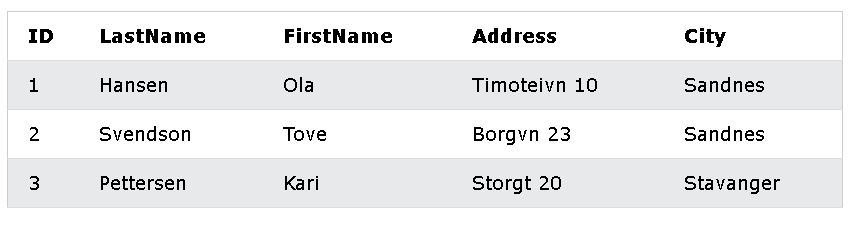 ID LastName FirstName Address City
1 Hansen Ola Timoteivn 10 Sandnes
2 Svendson Tove Borgvn 23 Sandnes
3 Pettersen Kari Storgt 20 Stavanger